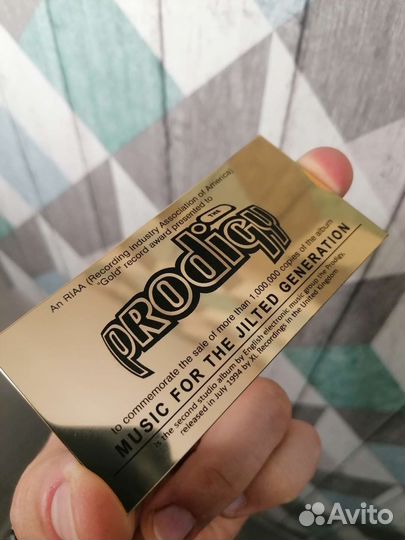 An RIAA (Recording Industry Association of America)
"Gold" record award presented to
THE
PRODIGY
to commemorate the sale of more than 1,000,000 copies of the album
MUSIC FOR THE JILTED GENERATION
is the second studio album by English electronic music group the Prodigy,
released in July 1994 by XL Recordings in the United Kingdom
Avito